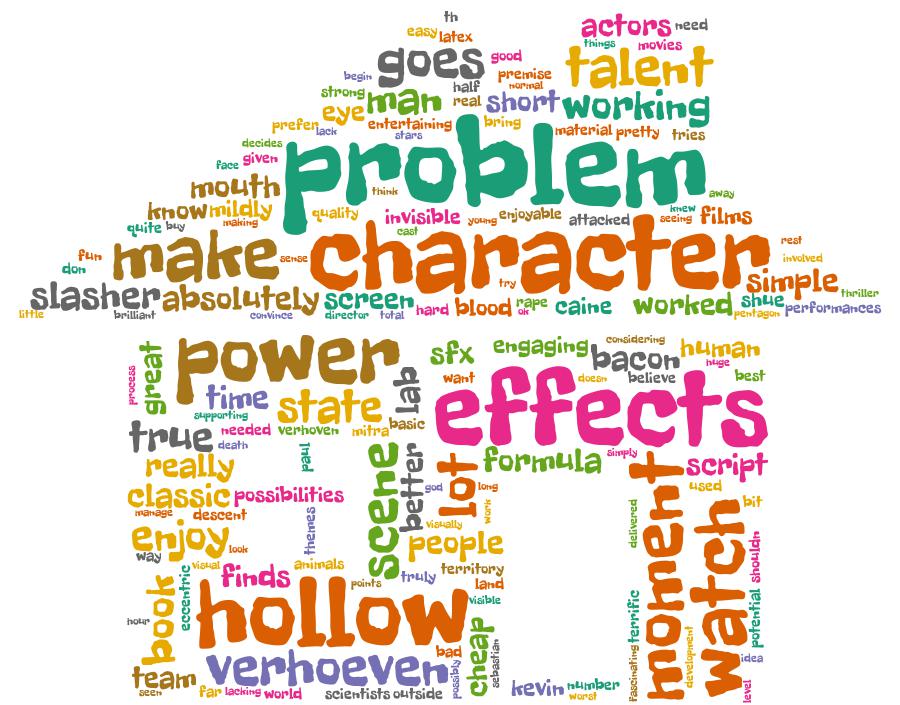 th
easy latex
actors need
goes good
things movies
talent
begin
half premise
normal
strong man real short working
eye
prefer lack entertaining bring
stars
material pretty tries
decides
face given
problem
mouth think away
know mildly quality invisible young enjoyable attacked knew seeing films
making
quite buy cast
fun make sense character rest
don try involved
simple
slasher absolutely screen hard blood rape caine worked shue thriller
little brilliant convince director total ok pentagon performances
process great power sfx engaging considering human
bacon huge
time lab want doesn believe best
supporting state effects
true needed verhoven mitra basic
death
really paul scene better lot formula simply script
classic possibilities god long moment used
manage descent work watch bit
enjoy look themes visually people delivered
way
visual finds animals points truly territory shouldn
land
book eccentric hollow visible
hour cheap terrific potential
bad
team verhoeven possibly sebastian fascinating development idea
seen far lacking world scientists outside kevin number level
worst